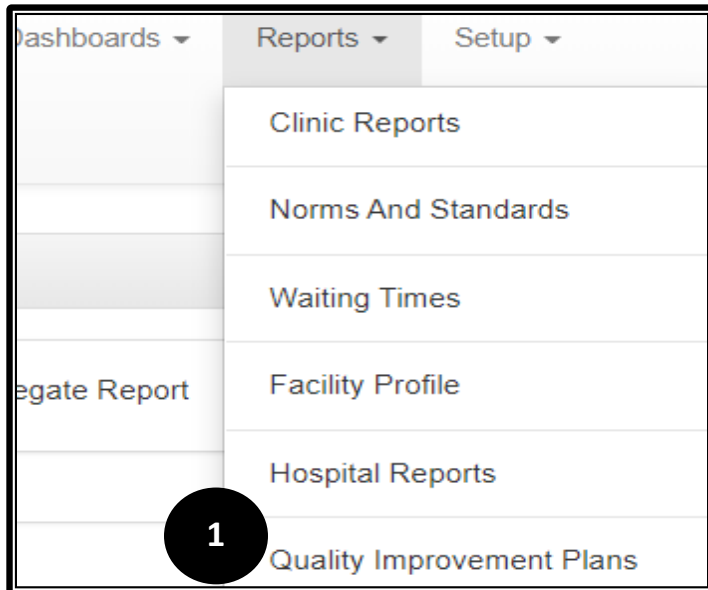 Dashboards Reports Setup
Clinic Reports
Norms And Standards
Waiting Times
egate Report Facility Profile
Hospital Reports
1 Quality Improvement Plans